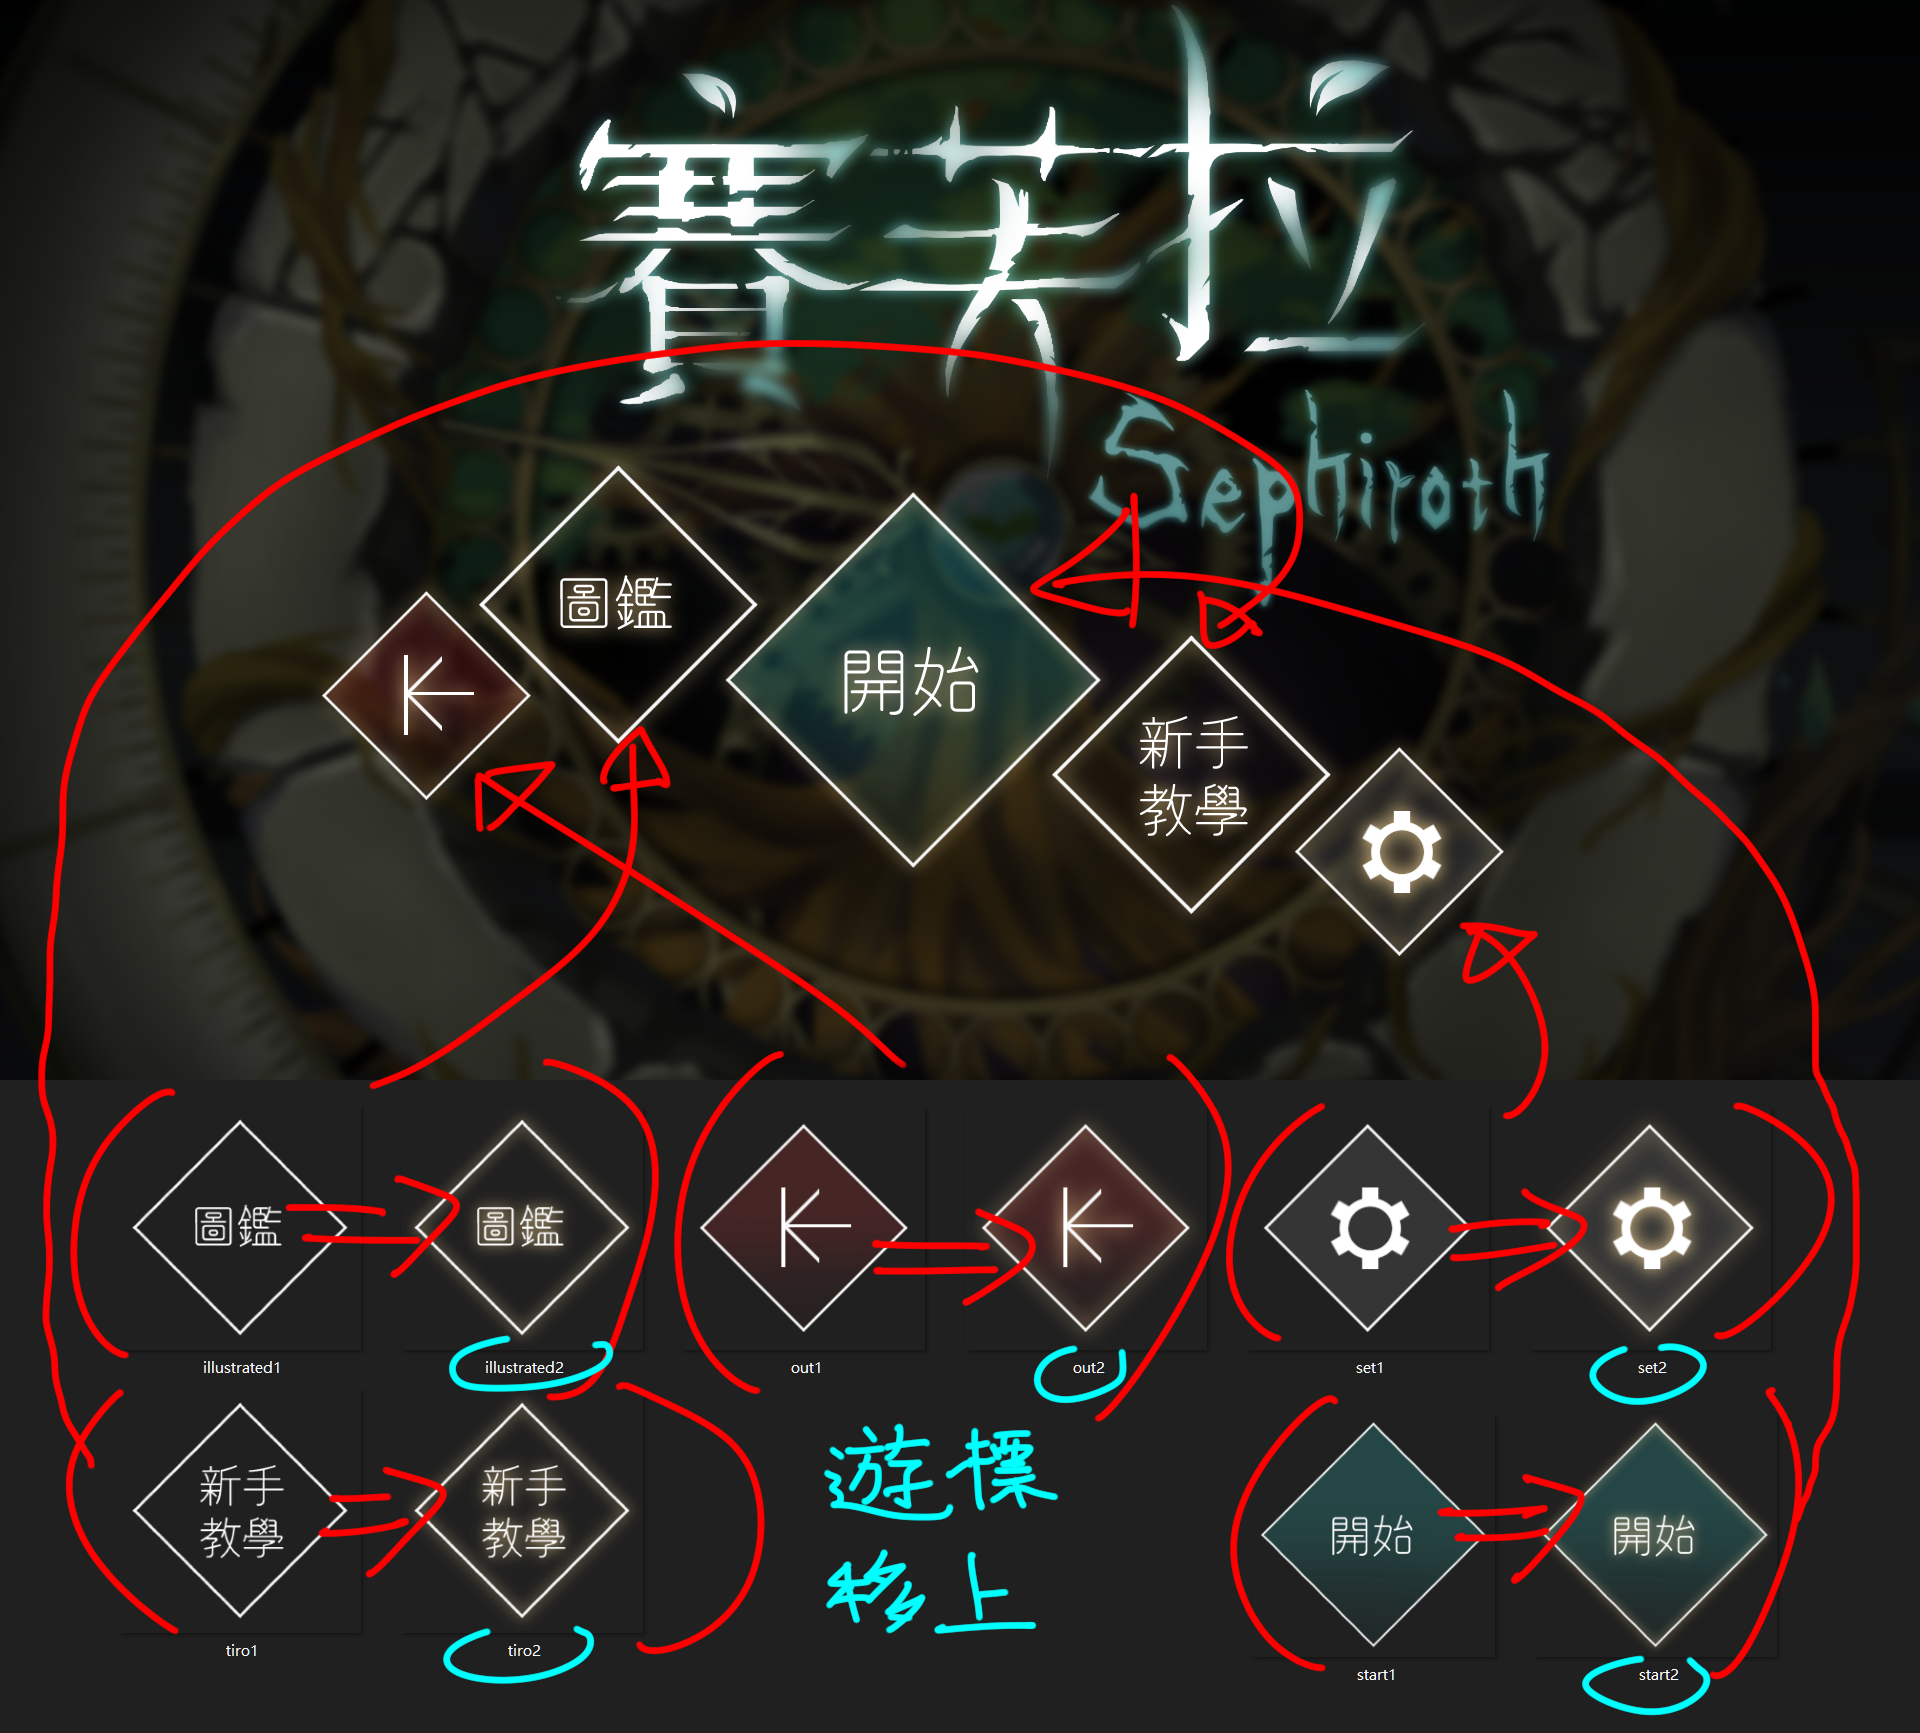 賽芙拉
Sephiroth
圖鑑
開始
新手
教學
圖鑑
圖鑑
illustrated1
illustrated2
out1
out2
set1
set2
新手
教學
新手
教學
tiro1
tiro2
遊標
移上
開始
開始
start1
start2